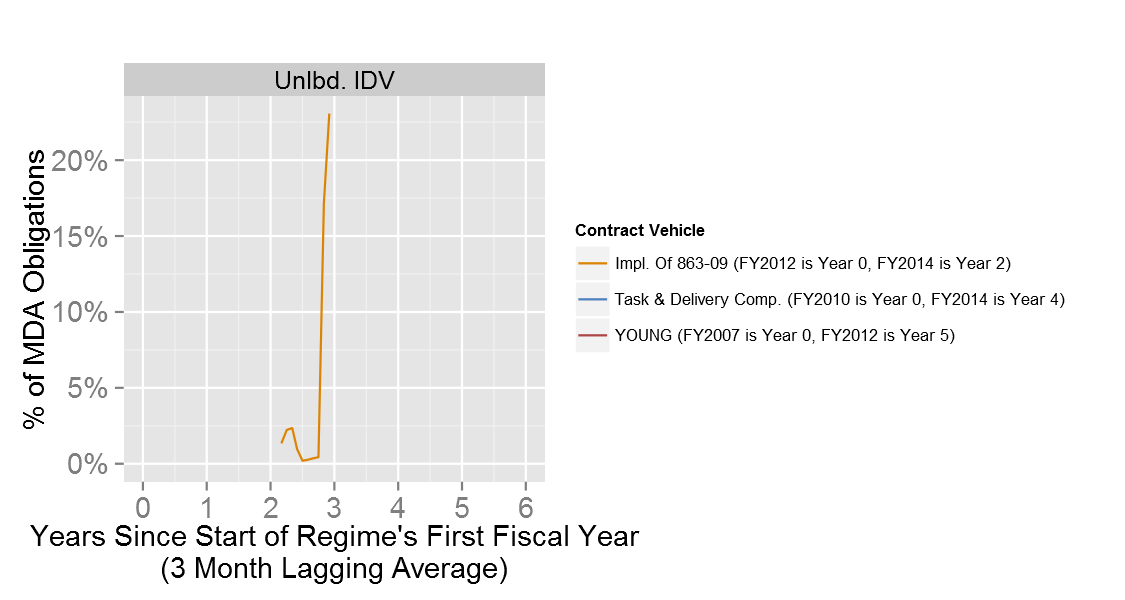 Unlbd. IDV
% of MDA Obligations
20%
15%
10%
5%
0%
0 1 2 3 4 5 6
Years Since Start of Regime's First Fiscal Year
(3 Month Lagging Average)
Contract Vehicle
Impl. Of 863-09 (FY2012 is Year 0, FY2014 is Year 2)
Task & Delivery Comp. (FY2010 is Year 0, FY2014 is Year 4)
YOUNG (FY2007 is Year 0, FY2012 is Year 5)